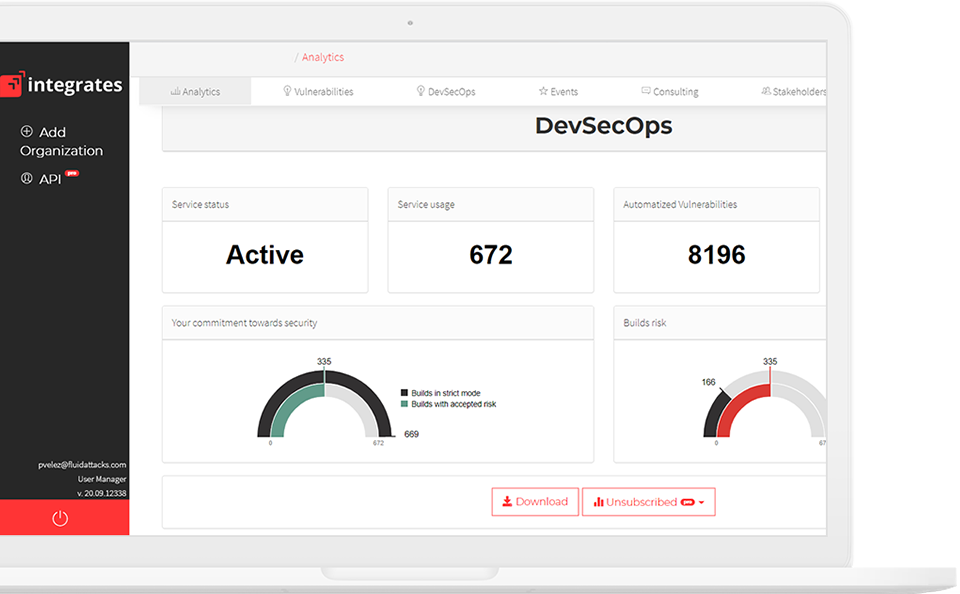 / Analytics
integrates
Analytics
Vulnerabilities
DevSecOps
Events
Consulting
Stakeholders
Add
Organization
API pro
DevSecOps
Service status
Service usage
Automatized Vulnerabilities
Active
672
8196
Your commitment towards security
Builds risk
335
Builds in strict mode
Builds with accepted risk
669
0
672
335
166
0
67
pvelez@fluidattacks.com
User Manager
v. 20.09.12338
Download
Unsubscribed pro